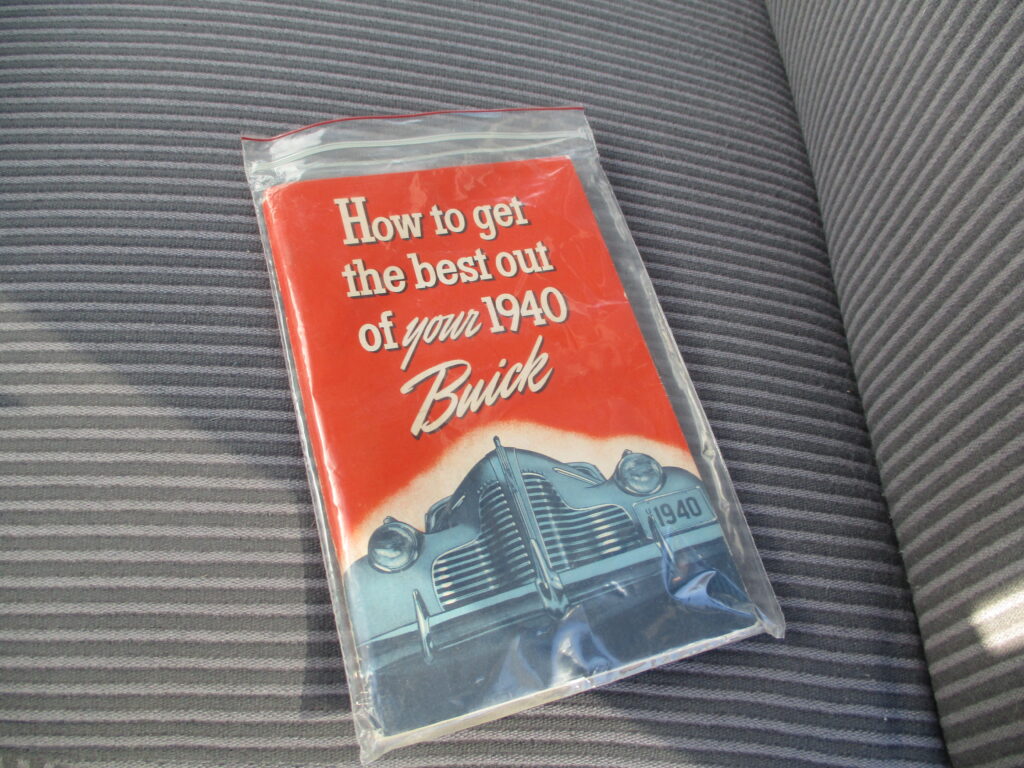 How to get
the best out
of your 1940
Buick
1940